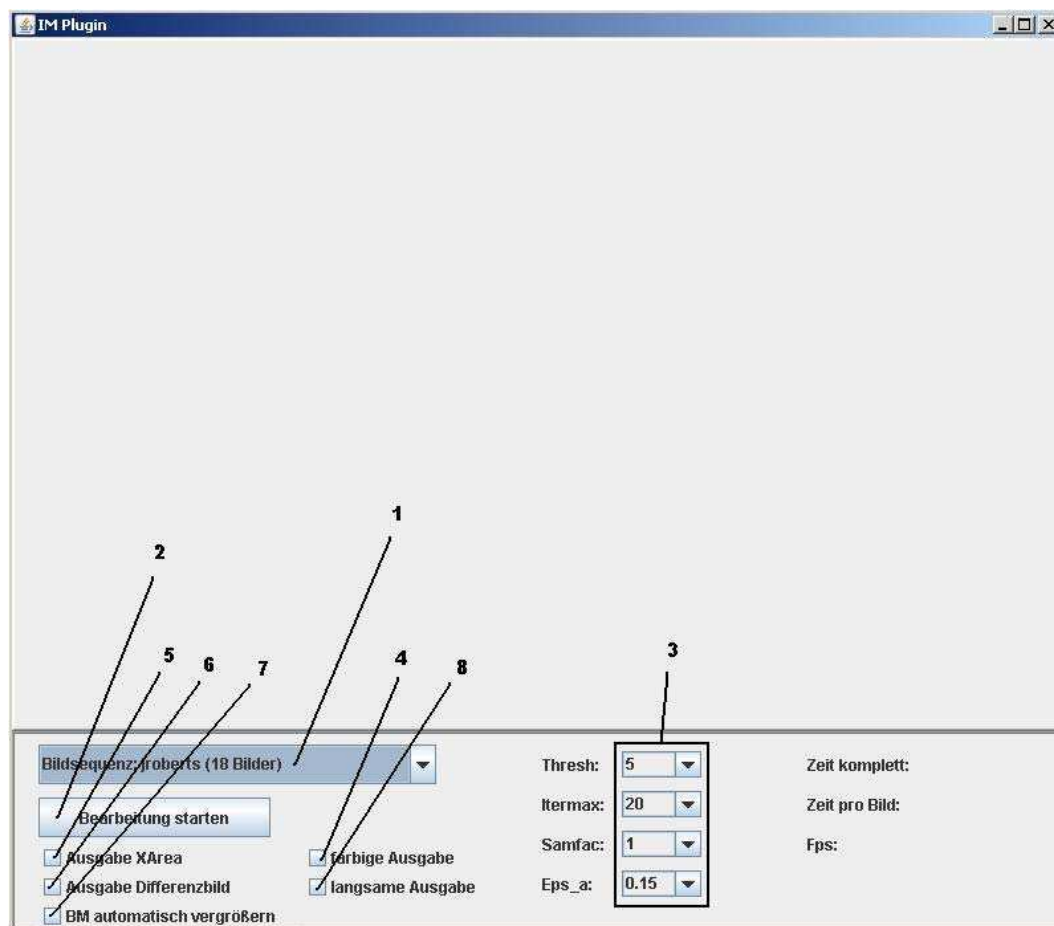 IM Plugin
1
2
5
6
7
4
8
3
Bildsequenz: jroberts (18 Bilder)
Thresh: 5
Zeit komplett:
Bearbeitung starten
Itermax: 20
Zeit pro Bild:
Ausgabe XArea
färbige Ausgabe
Samfac: 1
Fps:
Ausgabe Differenzbild
langsame Ausgabe
Eps_a: 0.15
BM automatisch vergrößern